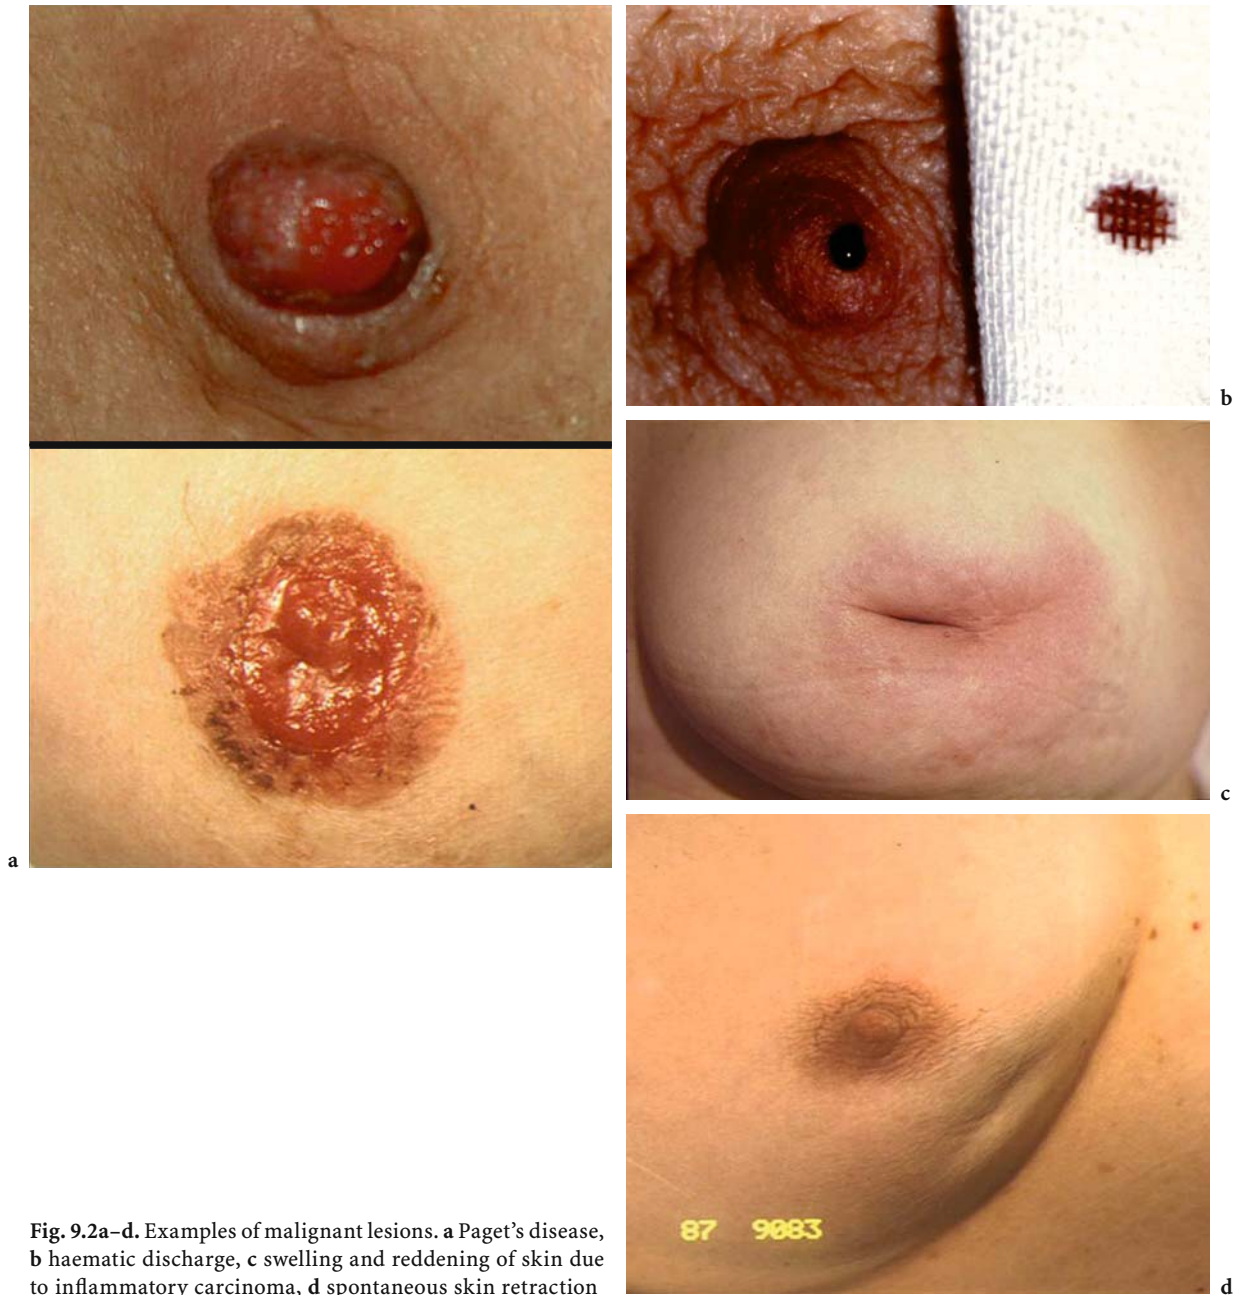 b
c
a
Fig. 9.2a–d. Examples of malignant lesions. a Paget's disease,
b haematic discharge, c swelling and reddening of skin due
to inflammatory carcinoma, d spontaneous skin retraction
87 9083
d